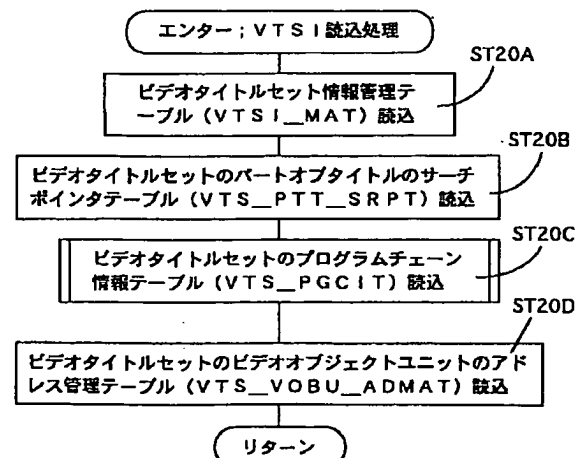 エンター；ＶＴＳＩ読込処理
ST20A
ビデオタイトルセット情報管理テ
ーブル（ＶＴＳＩ＿ＭＡＴ）読込
ST20B
ビデオタイトルセットのパートオブタイトルのサーチ
ポインタテーブル（ＶＴＳ＿ＰＴＴ＿ＳＲＰＴ）読込
ST20C
ビデオタイトルセットのプログラムチェーン
情報テーブル（ＶＴＳ＿ＰＧＣＩＴ）読込
ST20D
ビデオタイトルセットのビデオオブジェクトユニットのアド
レス管理テーブル（ＶＴＳ＿ＶＯＢＵ＿ＡＤＭＡＴ）読込
リターン